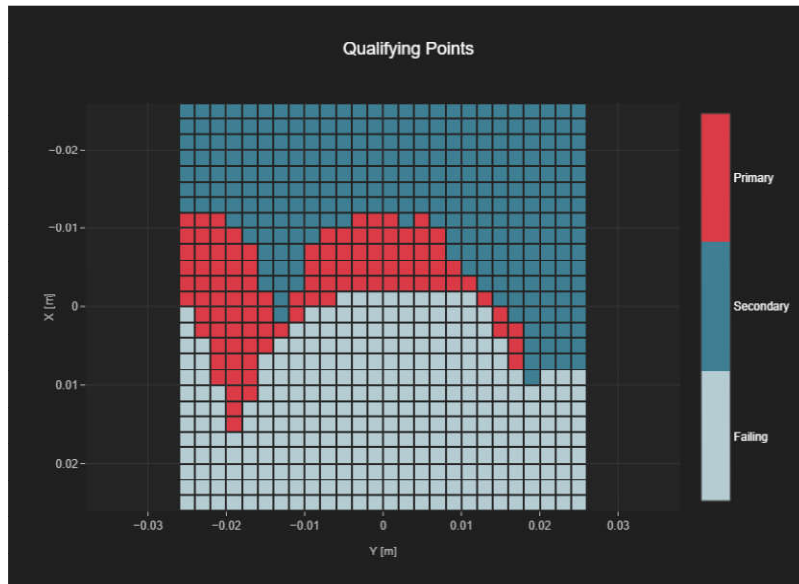 Qualifying Points
−0.02
−0.01
0
0.01
0.02
X [m]
−0.03
−0.02
−0.01
0
0.01
0.02
0.03
Y [m]
Primary
Secondary
Failing